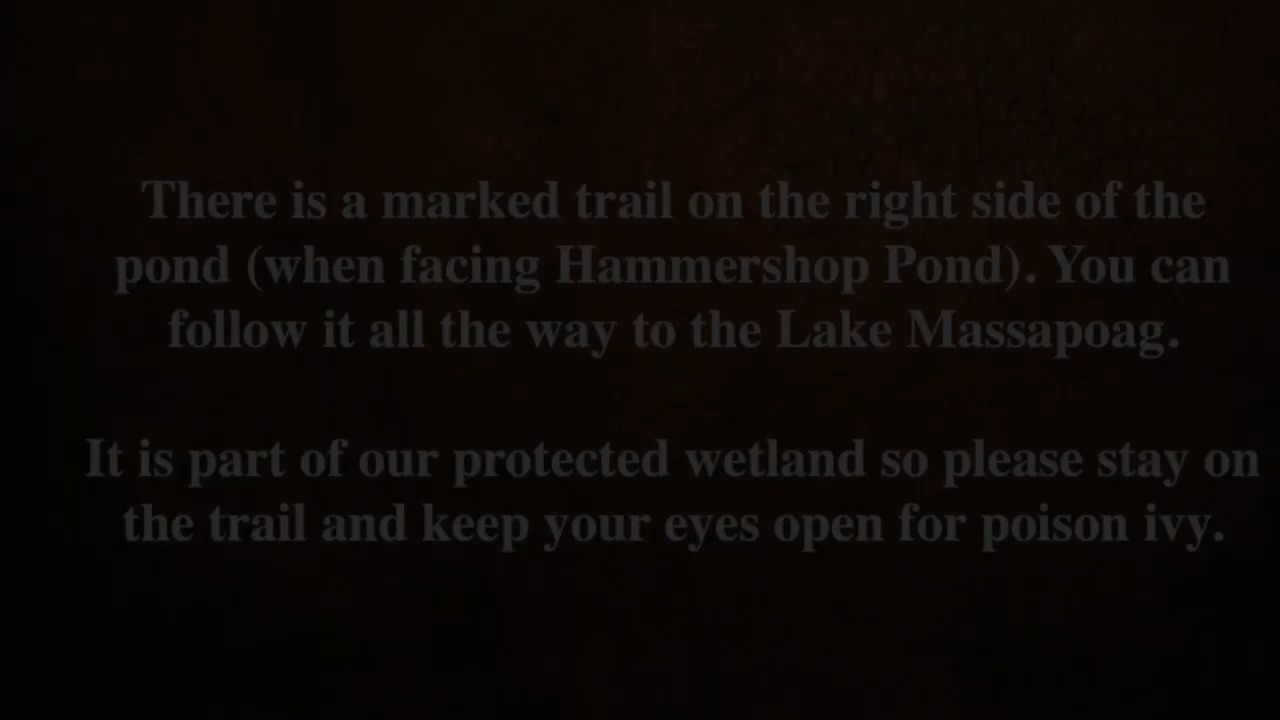 There is a marked trail on the right side of the
pond (when facing Hammershop Pond). You can
follow it all the way to the Lake Massapoag.
It is part of our protected wetland so please stay on
the trail and keep your eyes open for poison ivy.